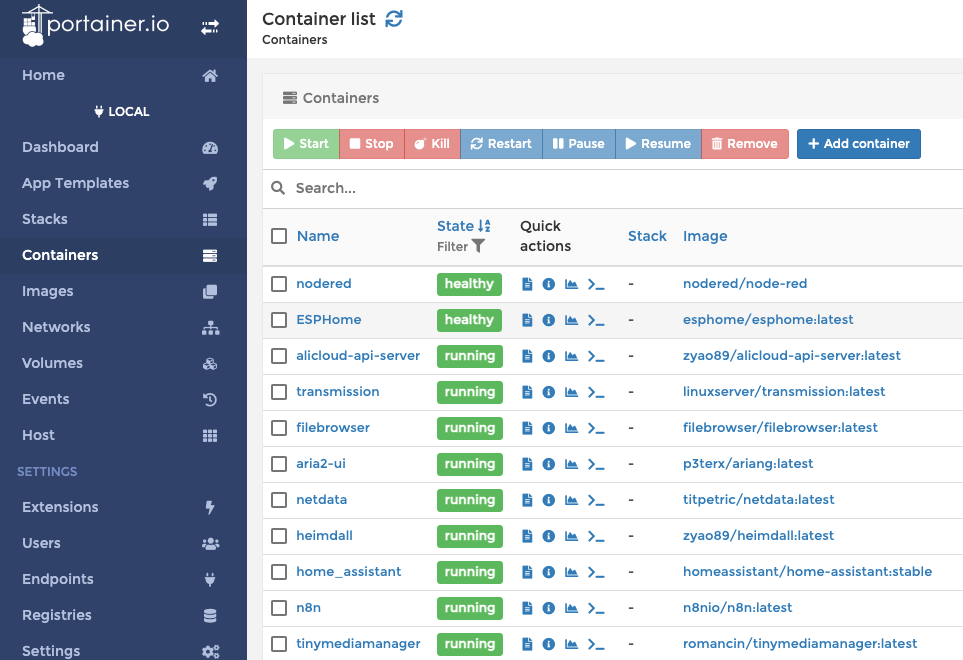 portainer.io
Home
LOCAL
Dashboard
App Templates
Stacks
Containers
Images
Networks
Volumes
Events
Host
SETTINGS
Extensions
Users
Endpoints
Registries
Settings
Container list
Containers
Containers
Start Stop Kill Restart Pause Resume Remove + Add container
Search...
Name State Filter Quick actions Stack Image
nodered healthy - nodered/node-red
ESPHome healthy - esphome/esphome:latest
alicloud-api-server running - zyao89/alicloud-api-server:latest
transmission running - linuxserver/transmission:latest
filebrowser running - filebrowser/filebrowser:latest
aria2-ui running - p3terx/ariang:latest
netdata running - titpetric/netdata:latest
heimdall running - zyao89/heimdall:latest
home_assistant running - homeassistant/home-assistant:stable
n8n running - n8nio/n8n:latest
tinymediamanager running - romancin/tinymediamanager:latest